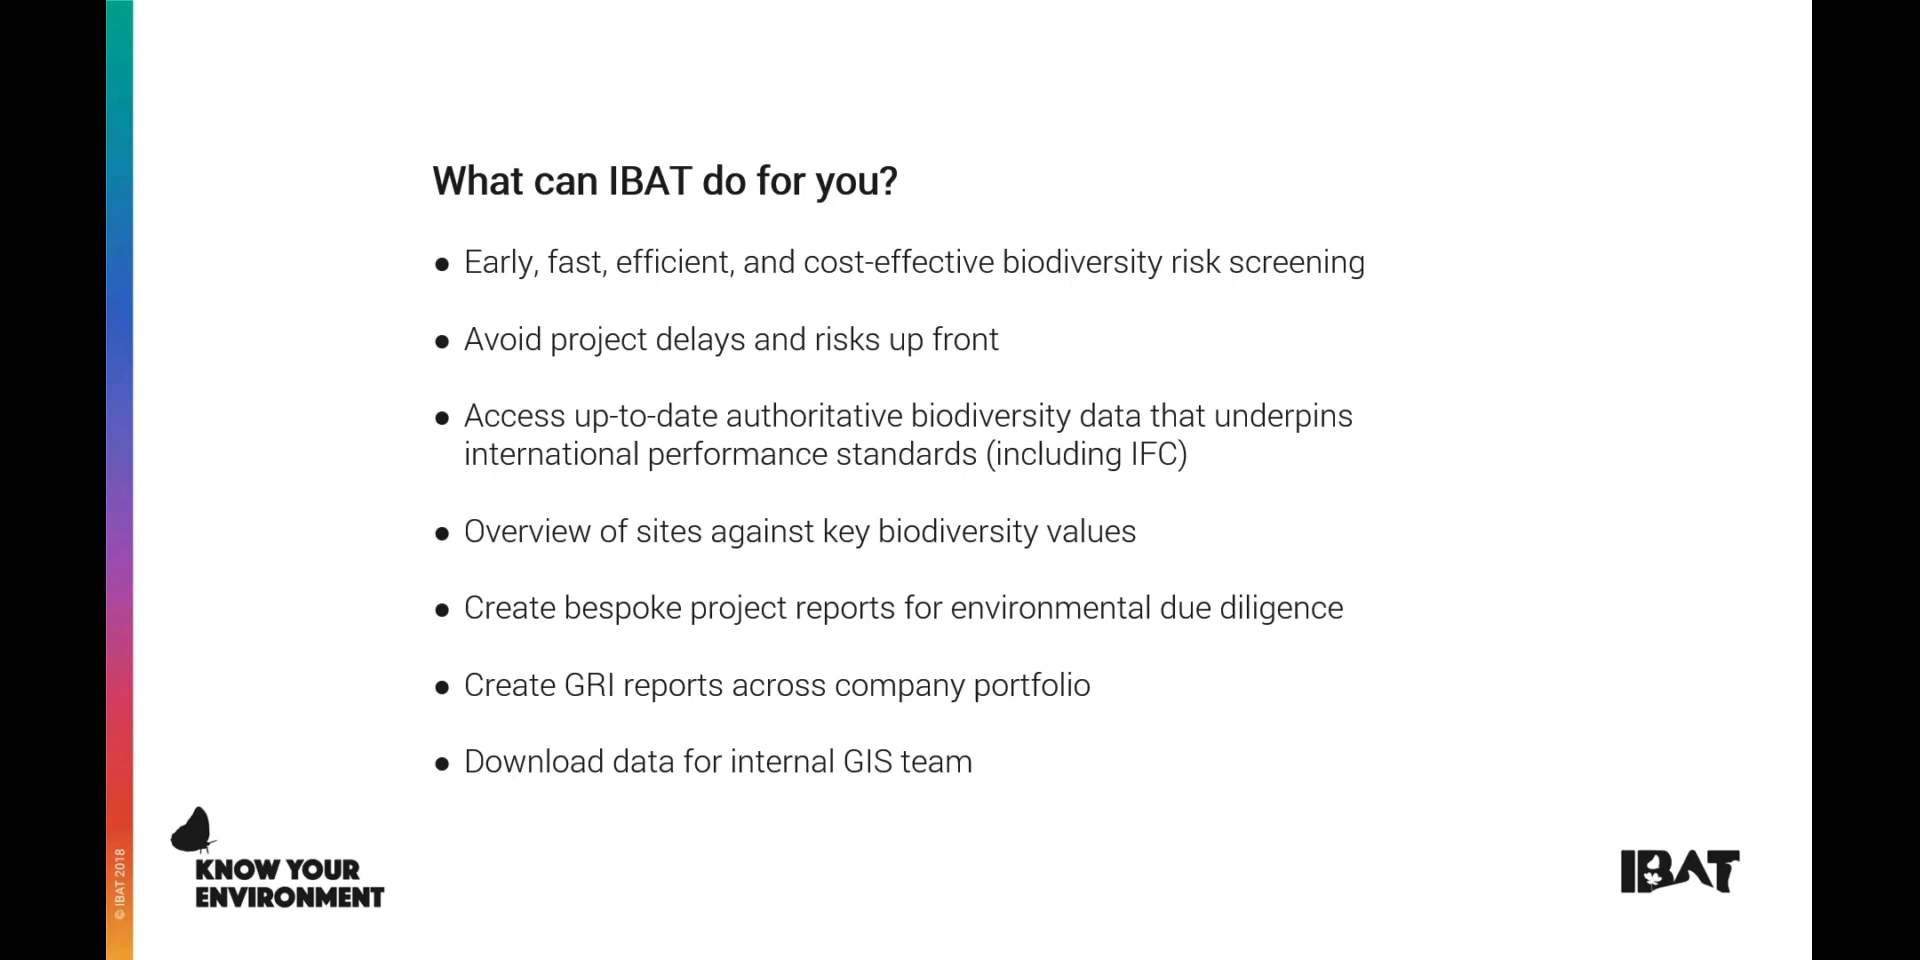 What can IBAT do for you?
● Early, fast, efficient, and cost-effective biodiversity risk screening
● Avoid project delays and risks up front
● Access up-to-date authoritative biodiversity data that underpins
international performance standards (including IFC)
● Overview of sites against key biodiversity values
● Create bespoke project reports for environmental due diligence
● Create GRI reports across company portfolio
● Download data for internal GIS team
KNOW YOUR
ENVIRONMENT
IBAT
© IBAT 2018